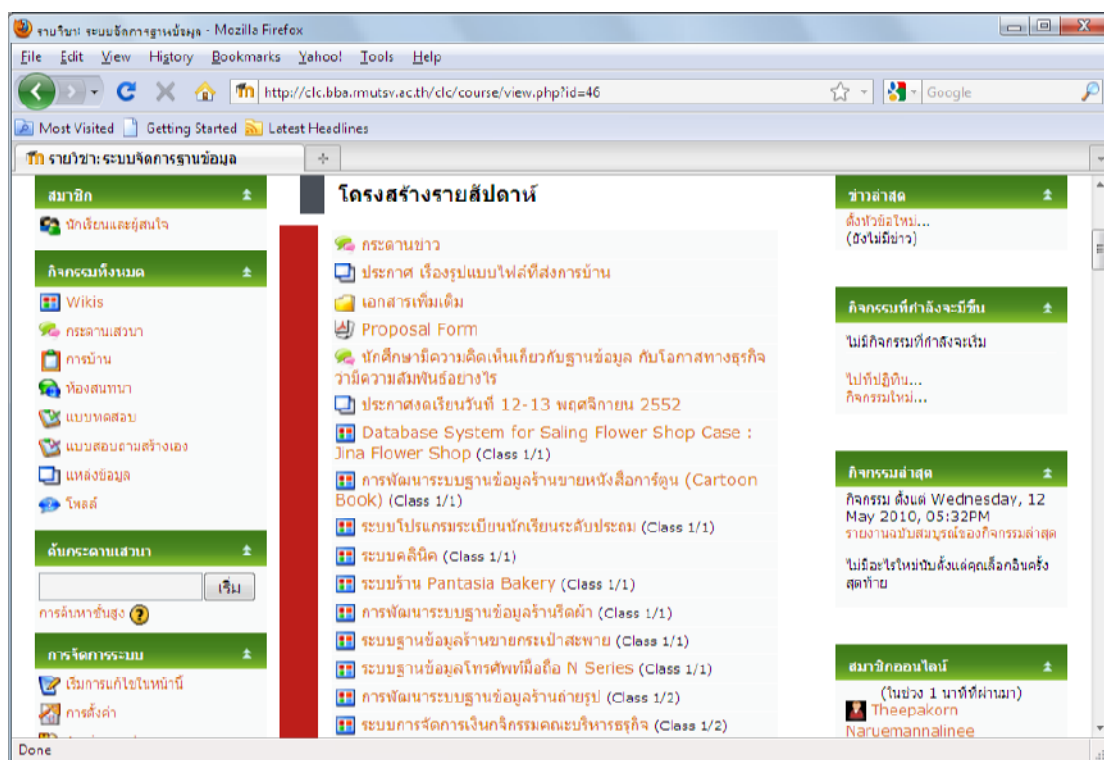 รายวิชา: ระบบจัดการฐานข้อมูล - Mozilla Firefox
File Edit View History Bookmarks Yahoo! Tools Help
http://clc.bba.rmutsv.ac.th/clc/course/view.php?id=46
Google
Most Visited Getting Started Latest Headlines
รายวิชา: ระบบจัดการฐานข้อมูล
สมาชิก
นักเรียนและผู้สนใจ
กิจกรรมทั้งหมด
Wikis
กระดานเสวนา
การบ้าน
ห้องสนทนา
แบบทดสอบ
แบบสอบถามสร้างเอง
แหล่งข้อมูล
โพลล์
ค้นกระดานเสวนา
เริ่ม
การค้นหาขั้นสูง
การจัดการระบบ
เริ่มการแก้ไขในหน้านี้
การตั้งค่า
โครงสร้างรายสัปดาห์
กระดานข่าว
ประกาศ เรื่องรูปแบบไฟล์ที่ส่งการบ้าน
เอกสารเพิ่มเติม
Proposal Form
นักศึกษามีความคิดเห็นเกี่ยวกับฐานข้อมูล กับโอกาสทางธุรกิจ
ว่ามีความสัมพันธ์อย่างไร
ประกาศงดเรียนวันที่ 12-13 พฤศจิกายน 2552
Database System for Saling Flower Shop Case :
Jina Flower Shop (Class 1/1)
การพัฒนาระบบฐานข้อมูลร้านขายหนังสือการ์ตูน (Cartoon
Book) (Class 1/1)
ระบบโปรแกรมระเบียนนักเรียนระดับประถม (Class 1/1)
ระบบคลินิค (Class 1/1)
ระบบร้าน Pantasia Bakery (Class 1/1)
การพัฒนาระบบฐานข้อมูลร้านรีดผ้า (Class 1/1)
ระบบฐานข้อมูลร้านขายกระเป๋าสะพาย (Class 1/1)
ระบบฐานข้อมูลโทรศัพท์มือถือ N Series (Class 1/1)
การพัฒนาระบบฐานข้อมูลร้านถ่ายรูป (Class 1/2)
ระบบการจัดการเงินกิจกรรมคณะบริหารธุรกิจ (Class 1/2)
ข่าวล่าสุด
ตั้งหัวข้อใหม่...
(ยังไม่มีข่าว)
กิจกรรมที่กำลังจะมีขึ้น
ไม่มีกิจกรรมที่กำลังจะเริ่ม
ไปที่ปฏิทิน...
กิจกรรมใหม่...
กิจกรรมล่าสุด
กิจกรรม ตั้งแต่ Wednesday, 12
May 2010, 05:32PM
รายงานฉบับสมบูรณ์ของกิจกรรมล่าสุด
ไม่มีอะไรใหม่นับตั้งแต่คุณล็อกอินครั้ง
สุดท้าย
สมาชิกออนไลน์
(ในช่วง 1 นาทีที่ผ่านมา)
Theepakorn
Naruemannalinee
Done